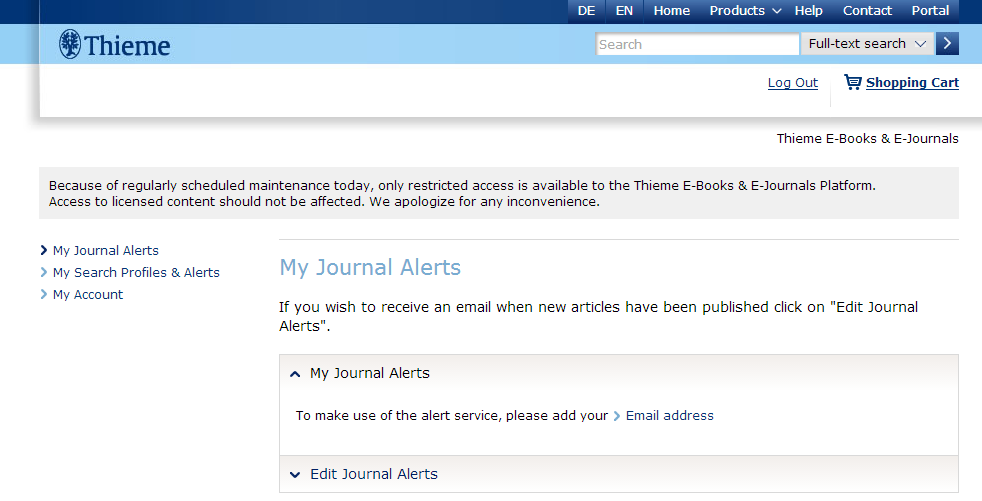 DE EN Home Products Help Contact Portal
Thieme
Search Full-text search
Log Out Shopping Cart
Thieme E-Books & E-Journals
Because of regularly scheduled maintenance today, only restricted access is available to the Thieme E-Books & E-Journals Platform.
Access to licensed content should not be affected. We apologize for any inconvenience.
My Journal Alerts
My Search Profiles & Alerts
My Account
My Journal Alerts
If you wish to receive an email when new articles have been published click on "Edit Journal
Alerts".
My Journal Alerts
To make use of the alert service, please add your Email address
Edit Journal Alerts